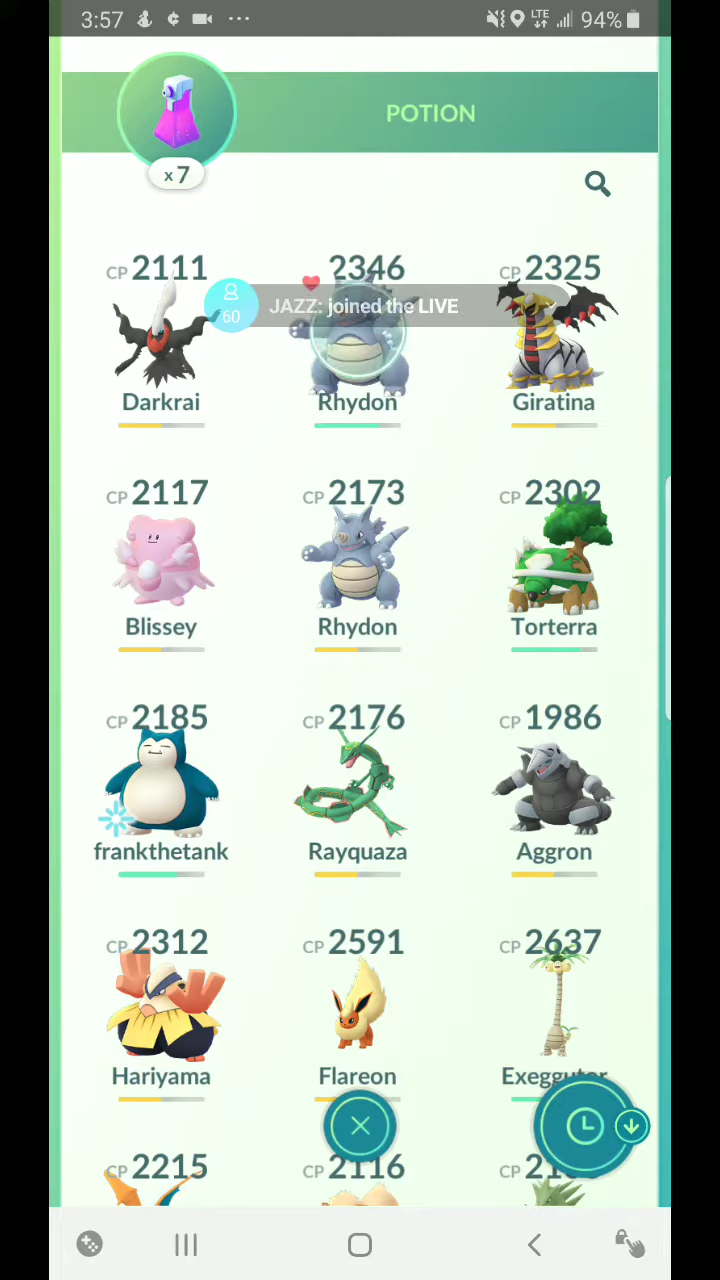 3:57 LTE 94%
POTION
x7
CP 2111 2346 CP 2325
60 JAZZ: joined the LIVE
Darkrai Rhydon Giratina
CP 2117 CP 2173 CP 2302
Blissey Rhydon Torterra
CP 2185 CP 2176 CP 1986
frankthetank Rayquaza Aggron
CP 2312 CP 2591 CP 2637
Hariyama Flareon Exeggutor
CP 2215 2116 CP